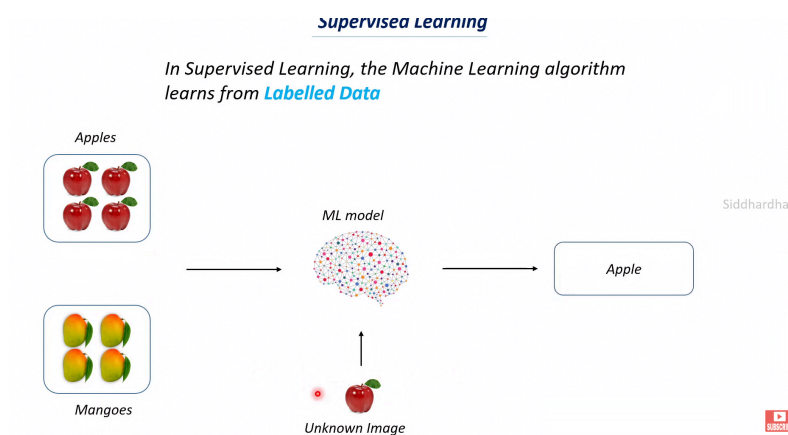 Supervised Learning
In Supervised Learning, the Machine Learning algorithm
learns from Labelled Data
Apples
Siddhardha
ML model
Apple
Mangoes
Unknown Image
SUBSCRI